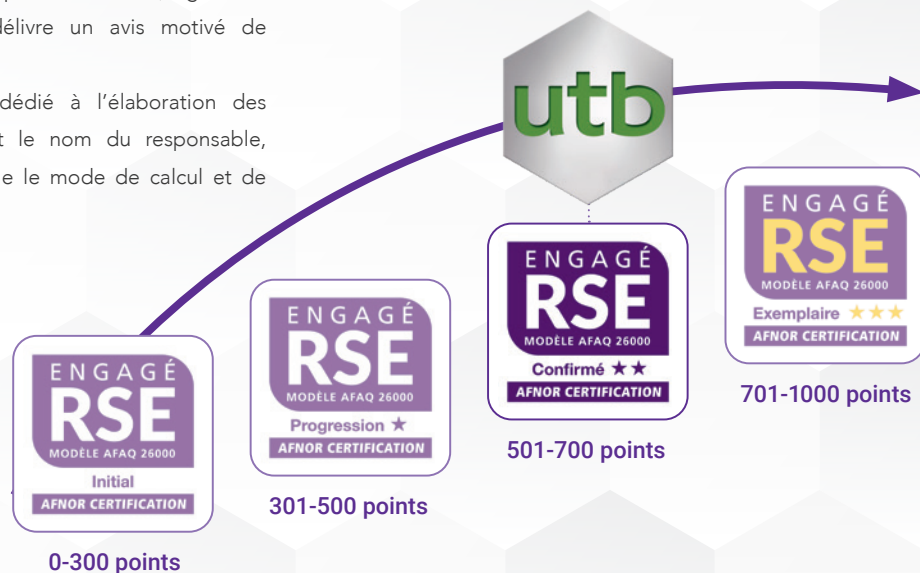 délivre un avis motivé de
dédié à l'élaboration des
le nom du responsable,
le mode de calcul et de
utb
ENGAGÉ
RSE
MODÈLE AFAQ 26000
Initial
AFNOR CERTIFICATION
0-300 points
ENGAGÉ
RSE
MODÈLE AFAQ 26000
Progression ★
AFNOR CERTIFICATION
301-500 points
ENGAGÉ
RSE
MODÈLE AFAQ 26000
Confirmé ★★
AFNOR CERTIFICATION
501-700 points
ENGAGÉ
RSE
MODÈLE AFAQ 26000
Exemplaire ★★★
AFNOR CERTIFICATION
701-1000 points